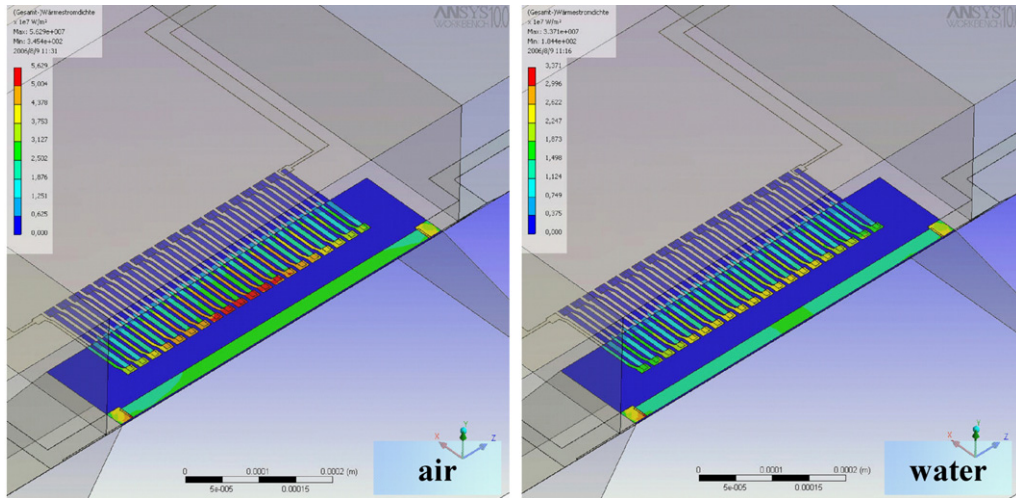 (Gesamt-)Wärmestromdichte
x 1e7 W/m²
Max: 5.629e+007
Min: 3.454e+002
2006/8/9 11:31
5,629
5,004
4,378
3,753
3,127
2,502
1,876
1,251
0,625
0,000
ANSYS 10.0
WORKBENCH
X
Y
Z
0
0.0001
0.0002 (m)
5e-005
0.00015
air
(Gesamt-)Wärmestromdichte
x 1e7 W/m²
Max: 3.371e+007
Min: 1.044e+002
2006/8/9 11:16
3,371
2,996
2,622
2,247
1,873
1,498
1,124
0,749
0,375
0,000
ANSYS 10.0
WORKBENCH
X
Y
Z
0
0.0001
0.0002 (m)
5e-005
0.00015
water